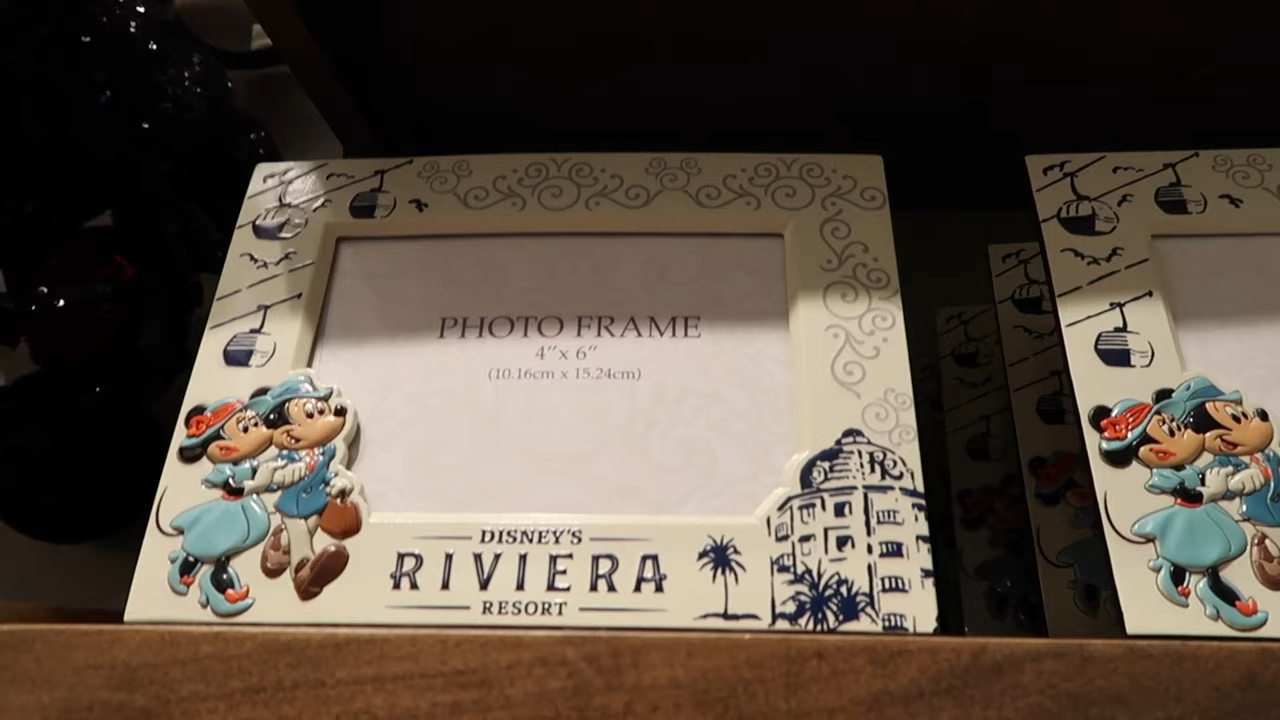 PHOTO FRAME
4″x 6″
(10.16cm x 15.24cm)
DISNEY'S
RIVIERA
RESORT